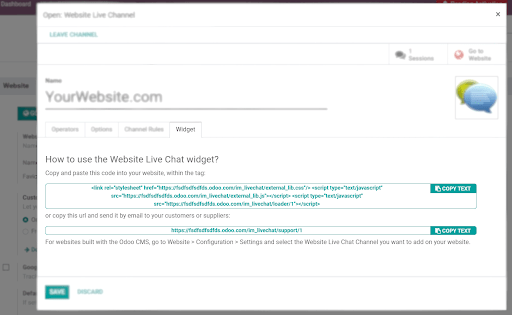 Dashboard
Open: Website Live Channel
×
LEAVE CHANNEL
1
Sessions
Go to
Website
Name
YourWebsite.com
Website
Operators
Options
Channel Rules
Widget
How to use the Website Live Chat widget?
Copy and paste this code into your website, within the tag:
<link rel="stylesheet" href="https://fsdfsdfsdfds.odoo.com/im_livechat/external_lib.css"/> <script type="text/javascript"
src="https://fsdfsdfsdfds.odoo.com/im_livechat/external_lib.js"></script> <script type="text/javascript"
src="https://fsdfsdfsdfds.odoo.com/im_livechat/loader/1"></script>
COPY TEXT
or copy this url and send it by email to your customers or suppliers:
https://fsdfsdfsdfds.odoo.com/im_livechat/support/1
COPY TEXT
For websites built with the Odoo CMS, go to Website > Configuration > Settings and select the Website Live Chat Channel you want to add on your website.
SAVE
DISCARD